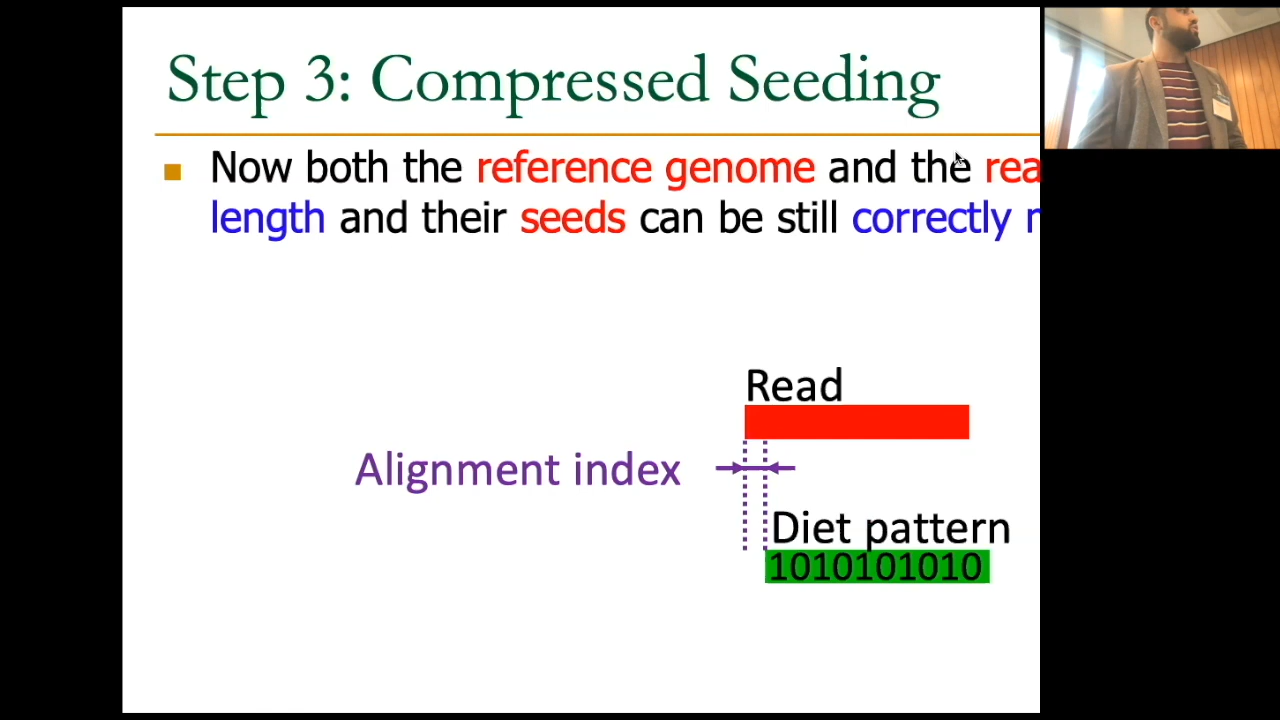 Step 3: Compressed Seeding
Now both the reference genome and the
length and their seeds can be still correctly
Read
Alignment index
Diet pattern
1010101010